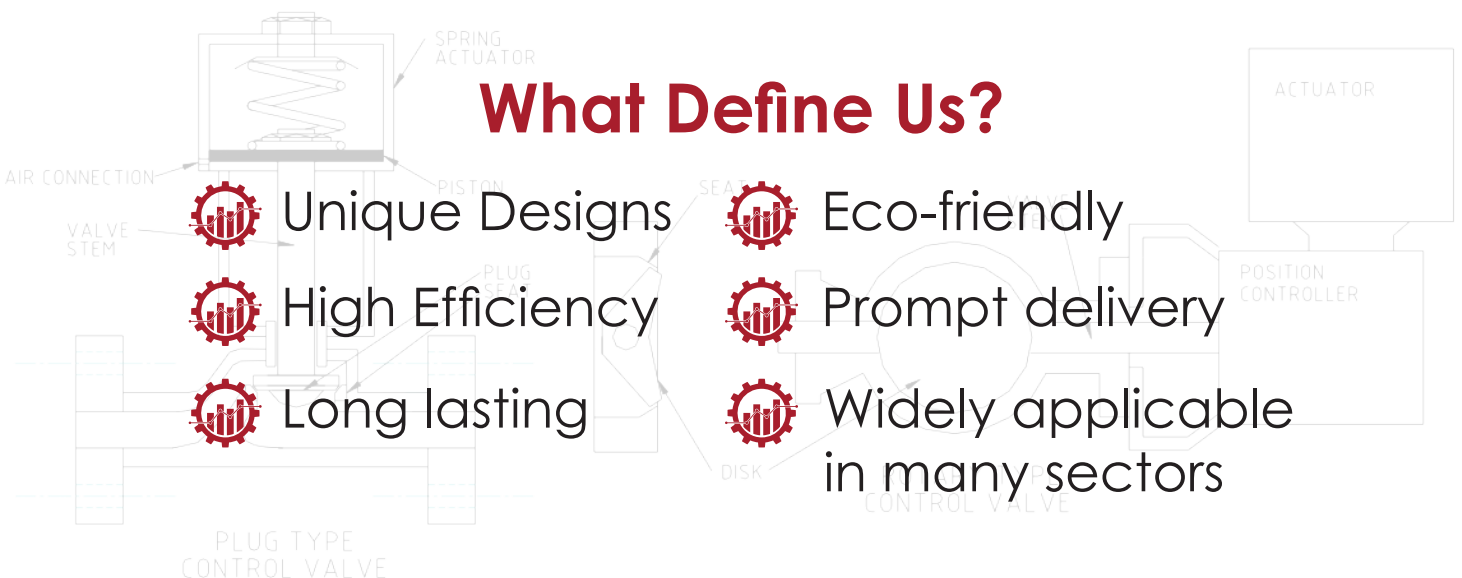 SPRING
ACTUATOR
What Define Us?
ACTUATOR
AIR CONNECTION
PISTON
SEAT
Unique Designs
Eco-friendly
VALVE
STEM
PLUG
High Efficiency
Prompt delivery
POSITION
CONTROLLER
Long lasting
Widely applicable
in many sectors
DISK
CONTROL VALVE
PLUG TYPE
CONTROL VALVE